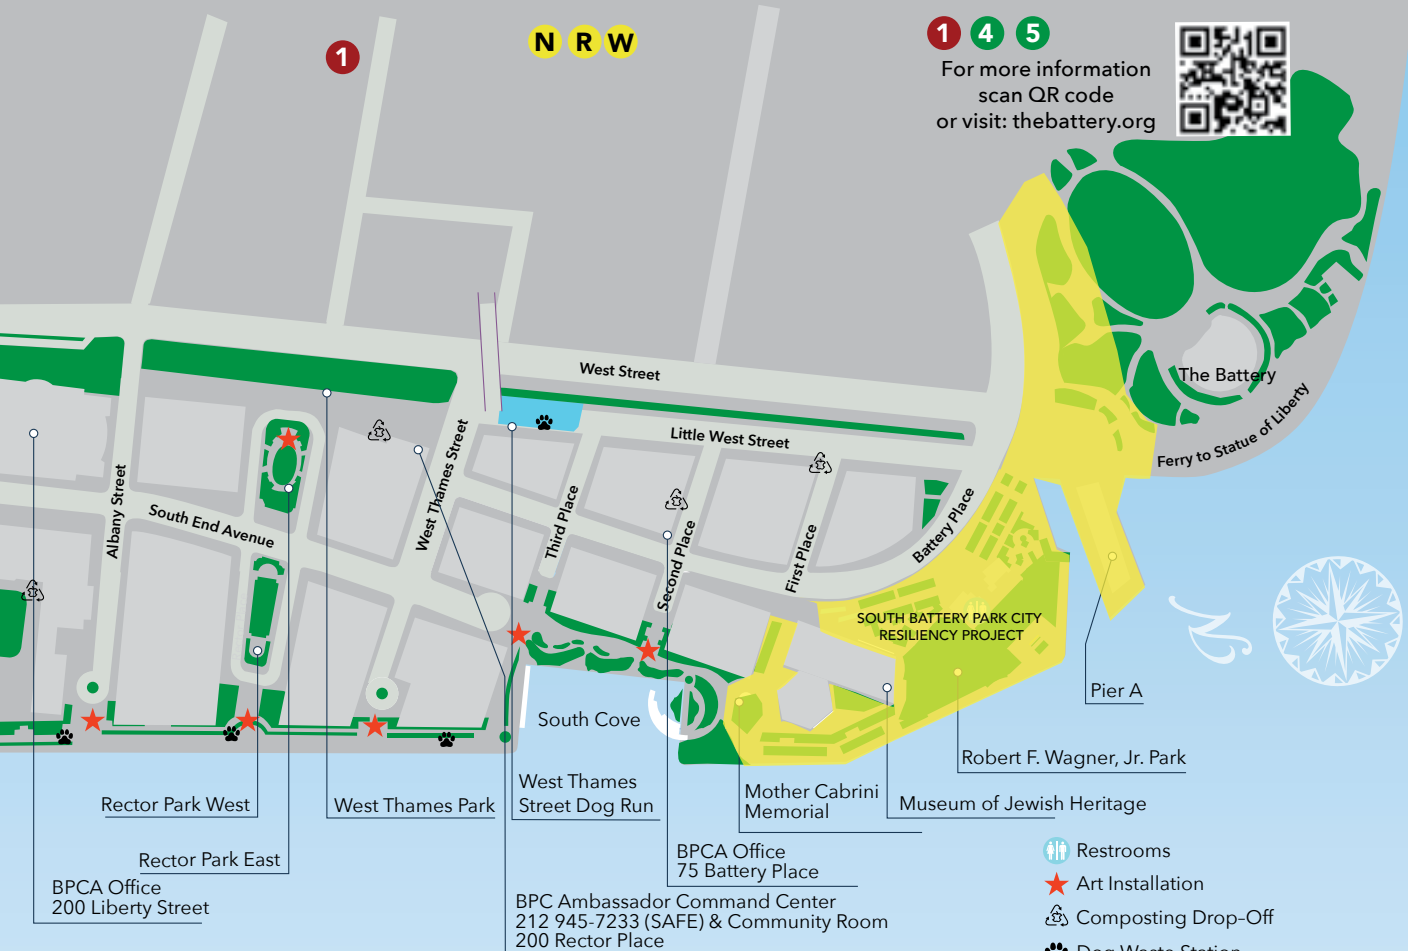 1
N R W
1 4 5
For more information
scan QR code
or visit: thebattery.org
West Street
The Battery
Ferry to Statue of Liberty
Little West Street
Albany Street
South End Avenue
West Thames Street
Third Place
Second Place
First Place
Battery Place
SOUTH BATTERY PARK CITY
RESILIENCY PROJECT
South Cove
Pier A
Robert F. Wagner, Jr. Park
Museum of Jewish Heritage
Mother Cabrini
Memorial
West Thames
Street Dog Run
West Thames Park
Rector Park West
Rector Park East
BPCA Office
75 Battery Place
BPCA Office
200 Liberty Street
BPC Ambassador Command Center
212 945-7233 (SAFE) & Community Room
200 Rector Place
Restrooms
Art Installation
Composting Drop-Off
Dog Waste Station
N